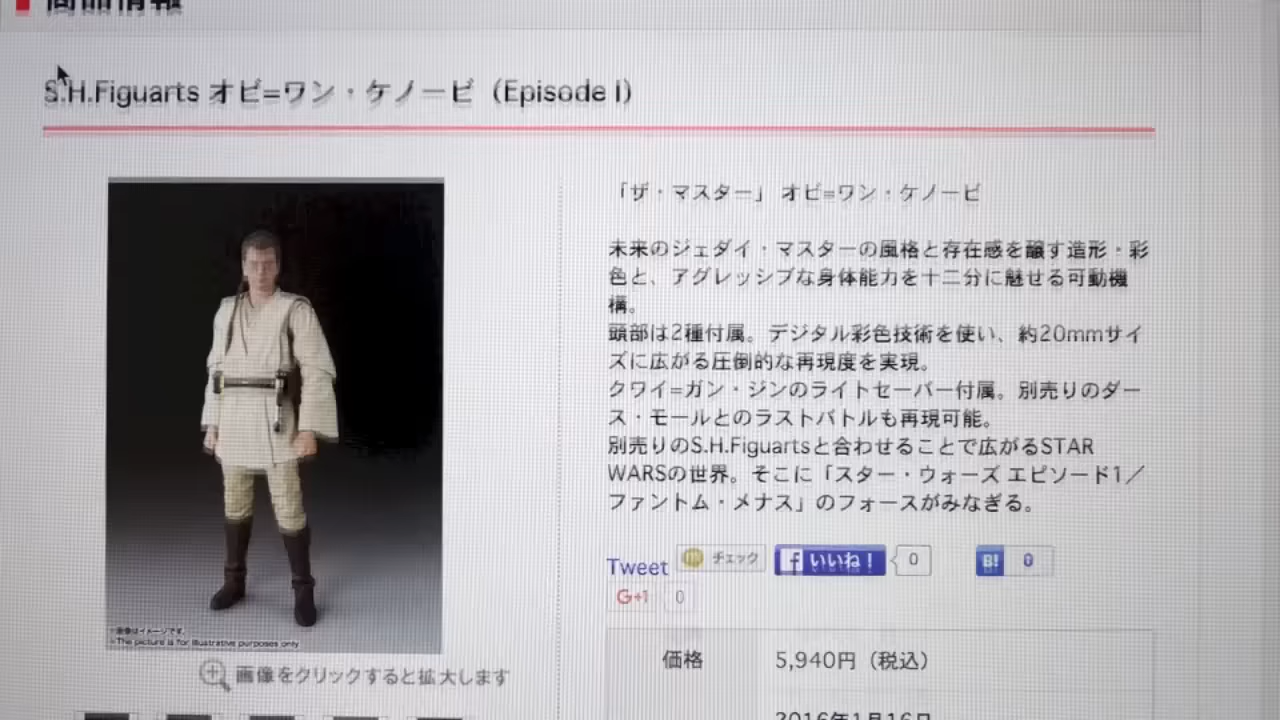 商品情報
S.H.Figuarts オビ=ワン・ケノービ（Episode I）
「ザ・マスター」 オビ=ワン・ケノービ
未来のジェダイ・マスターの風格と存在感を醸す造形・彩
色と、アグレッシブな身体能力を十二分に魅せる可動機
構。
頭部は2種付属。デジタル彩色技術を使い、約20mmサイ
ズに広がる圧倒的な再現度を実現。
クワイ=ガン・ジンのライトセーバー付属。別売りのダー
ス・モールとのラストバトルも再現可能。
別売りのS.H.Figuartsと合わせることで広がるSTAR
WARSの世界。そこに「スター・ウォーズ エピソード1／
ファントム・メナス」のフォースがみなぎる。
Tweet m チェック f いいね！ 0 B! 0
G+1 0
・画像はイメージです。
・The picture is for illustrative purposes only
画像をクリックすると拡大します
価格 5,940円（税込）
2016年1月16日